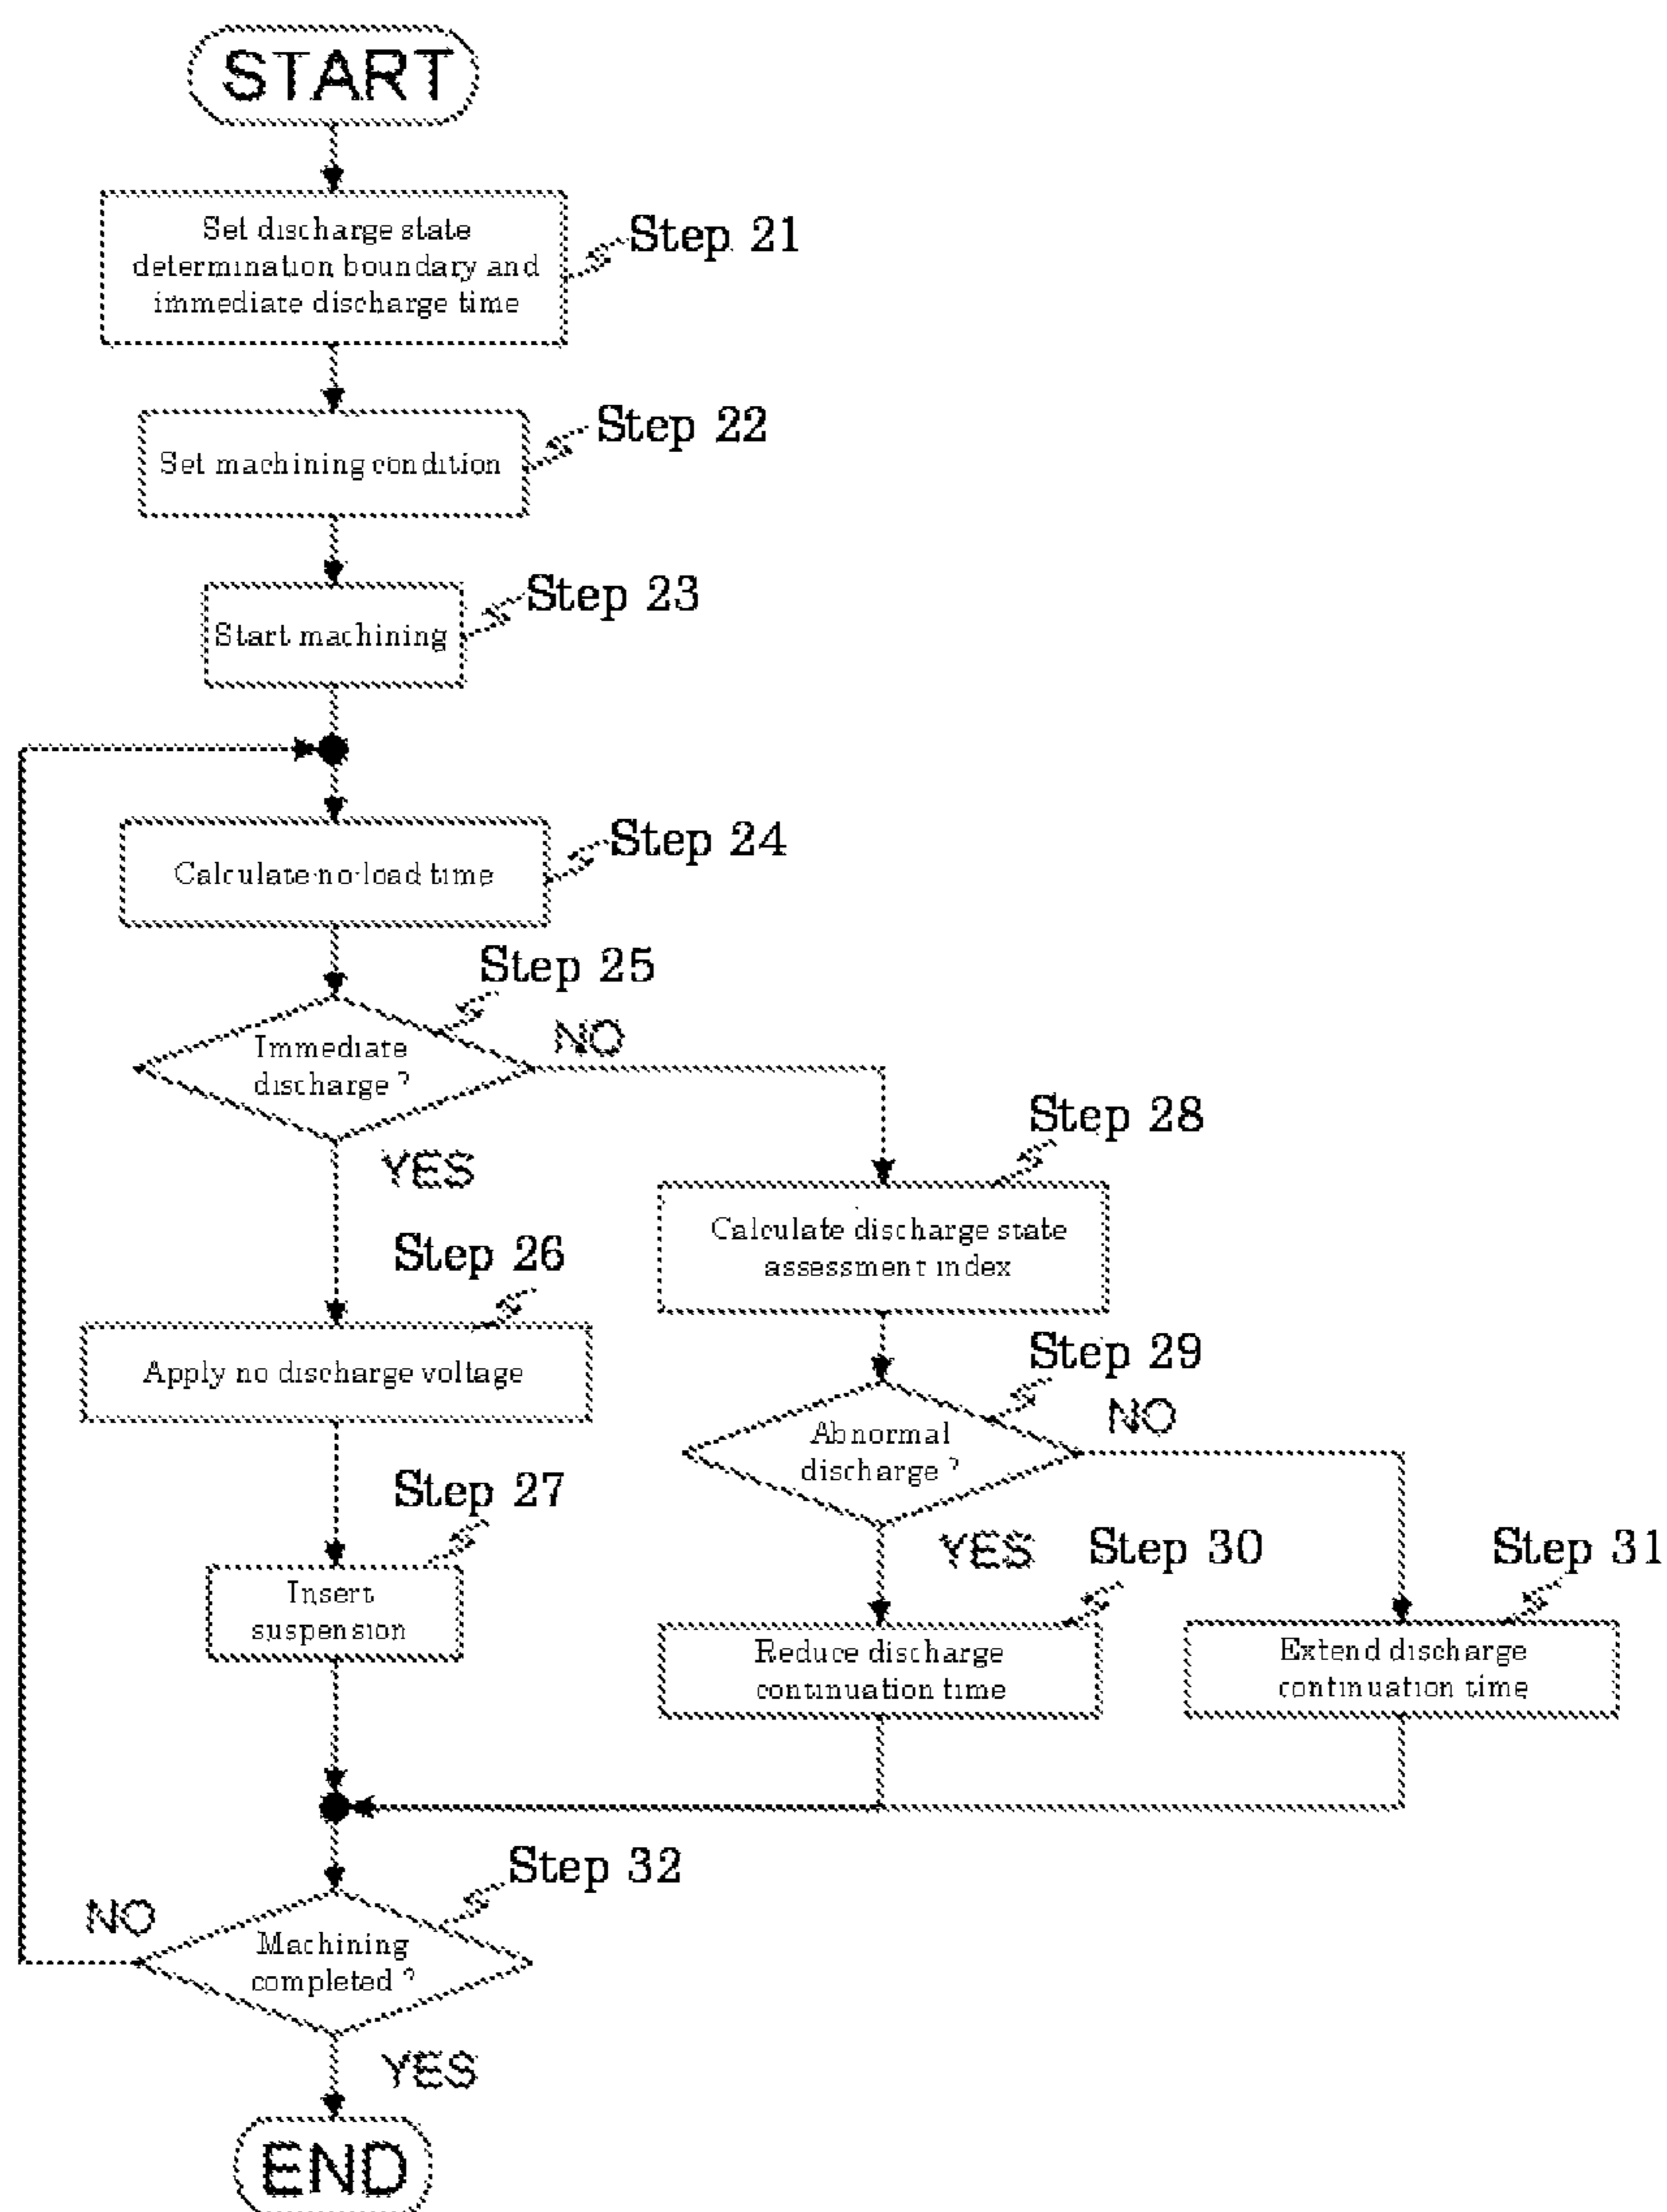 START
Set discharge state
determination boundary and
immediate discharge time
Step 21
Set machining condition
Step 22
Start machining
Step 23
Calculate no-load time
Step 24
Step 25
Immediate
discharge?
NO
YES
Step 28
Calculate discharge state
assessment index
Step 26
Apply no discharge voltage
Step 29
Abnormal
discharge?
NO
YES
Step 27
Insert
suspension
Step 30
Reduce discharge
continuation time
Step 31
Extend discharge
continuation time
Step 32
Machining
completed?
NO
YES
END